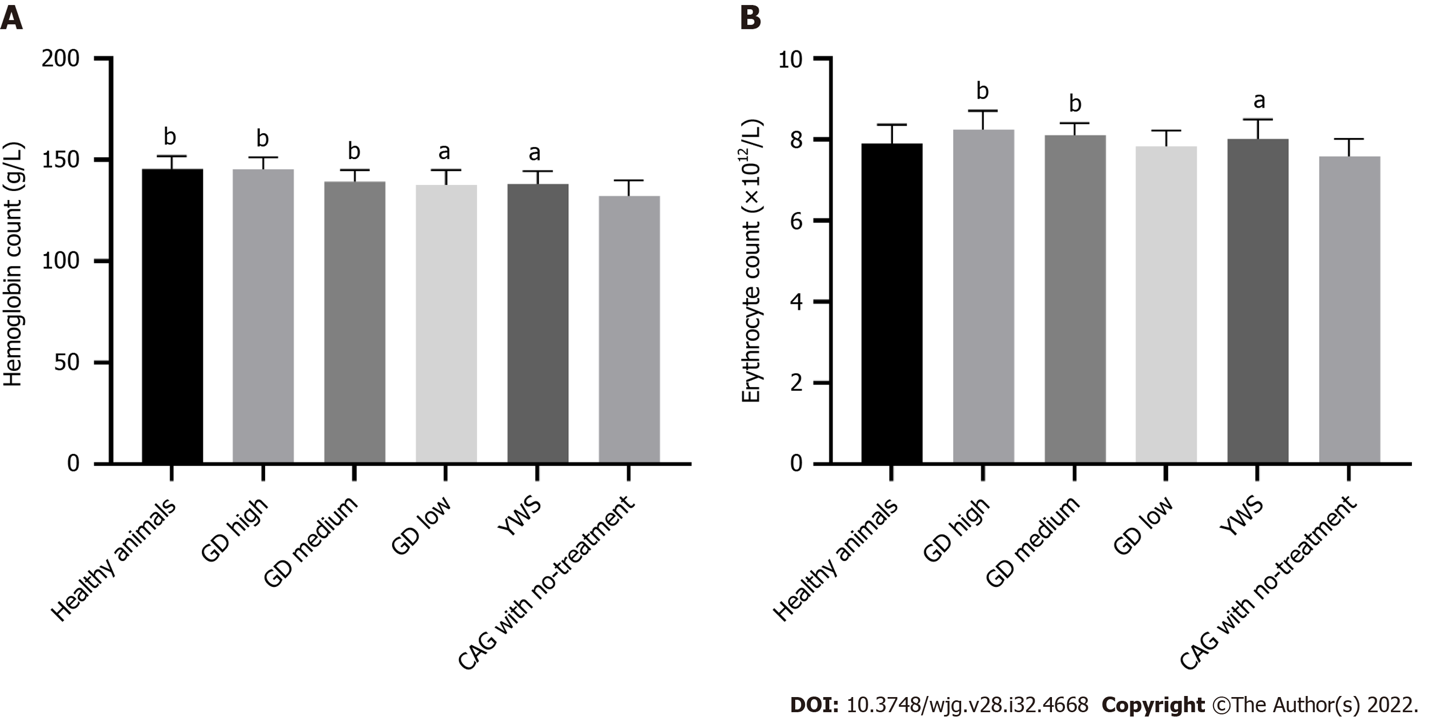 A
Hemoglobin count (g/L)
200
150
100
50
0
b
b
b
a
a
Healthy animals
GD high
GD medium
GD low
YWS
CAG with no-treatment
B
Erythrocyte count (×10¹²/L)
10
8
6
4
2
0
b
b
a
Healthy animals
GD high
GD medium
GD low
YWS
CAG with no-treatment
DOI: 10.3748/wjg.v28.i32.4668 Copyright ©The Author(s) 2022.